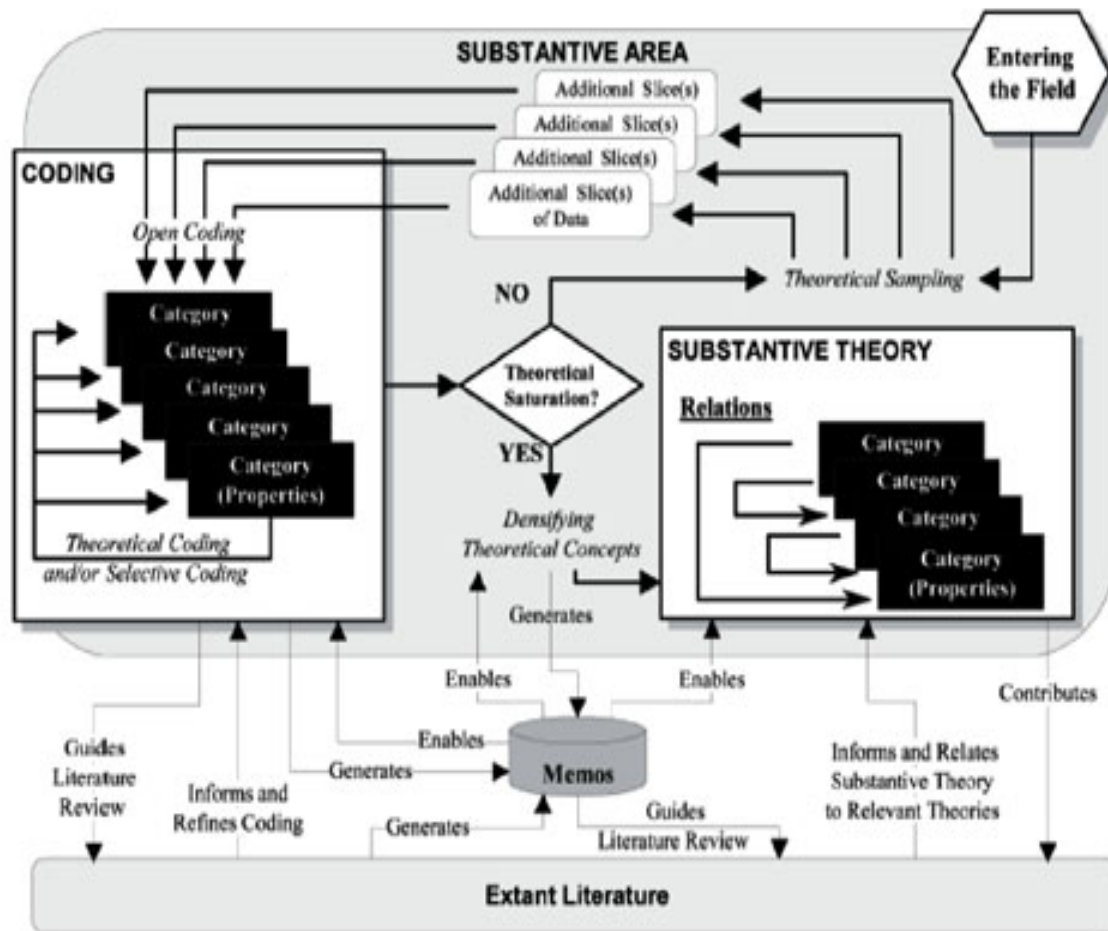 SUBSTANTIVE AREA
Entering
the Field
Additional Slice(s)
Additional Slice(s)
Additional Slice(s)
Additional Slice(s)
of Data
CODING
Open Coding
Category
Category
Category
Category
Category
(Properties)
Theoretical Coding
and/or Selective Coding
NO
Theoretical Sampling
Theoretical
Saturation?
YES
SUBSTANTIVE THEORY
Relations
Category
Category
Category
Category
(Properties)
Densifying
Theoretical Concepts
Generates
Enables
Enables
Contributes
Guides
Literature
Review
Enables
Generates
Informs and
Refines Coding
Generates
Memos
Guides
Literature Review
Informs and Relates
Substantive Theory
to Relevant Theories
Extant Literature